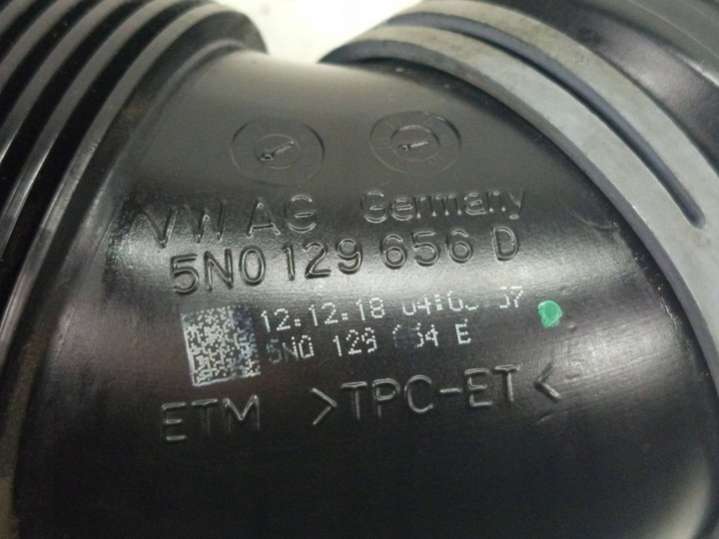 VW AG Germany
5N0 129 656 D
12.12.18
5N0 129 E
ETM >TPC-ET<